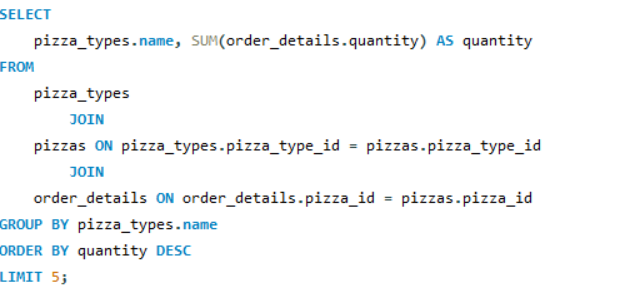 SELECT
    pizza_types.name, SUM(order_details.quantity) AS quantity
FROM
    pizza_types
        JOIN
    pizzas ON pizza_types.pizza_type_id = pizzas.pizza_type_id
        JOIN
    order_details ON order_details.pizza_id = pizzas.pizza_id
GROUP BY pizza_types.name
ORDER BY quantity DESC
LIMIT 5;